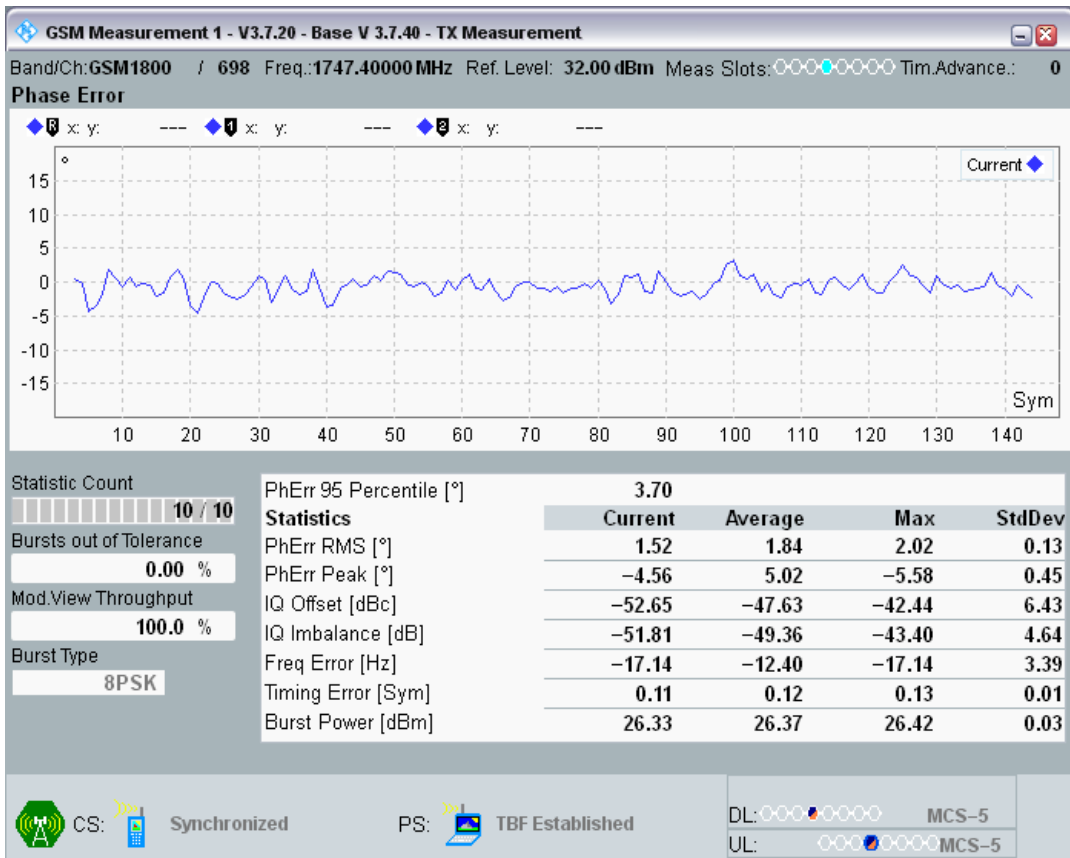 GSM Measurement 1 - V3.7.20 - Base V 3.7.40 - TX Measurement
Band/Ch:GSM1800 / 698 Freq.:1747.40000 MHz Ref. Level: 32.00 dBm Meas Slots: Tim.Advance.: 0
Phase Error
R x: y: --- 1 x: y: --- 2 x: y: ---
° Current
15
10
5
0
-5
-10
-15
Sym
10 20 30 40 50 60 70 80 90 100 110 120 130 140
Statistic Count
10 / 10
Bursts out of Tolerance
0.00 %
Mod.View Throughput
100.0 %
Burst Type
8PSK
PhErr 95 Percentile [°] 3.70
Statistics Current Average Max StdDev
PhErr RMS [°] 1.52 1.84 2.02 0.13
PhErr Peak [°] −4.56 5.02 −5.58 0.45
IQ Offset [dBc] −52.65 −47.63 −42.44 6.43
IQ Imbalance [dB] −51.81 −49.36 −43.40 4.64
Freq Error [Hz] −17.14 −12.40 −17.14 3.39
Timing Error [Sym] 0.11 0.12 0.13 0.01
Burst Power [dBm] 26.33 26.37 26.42 0.03
CS: Synchronized PS: TBF Established
DL: MCS−5
UL: MCS−5